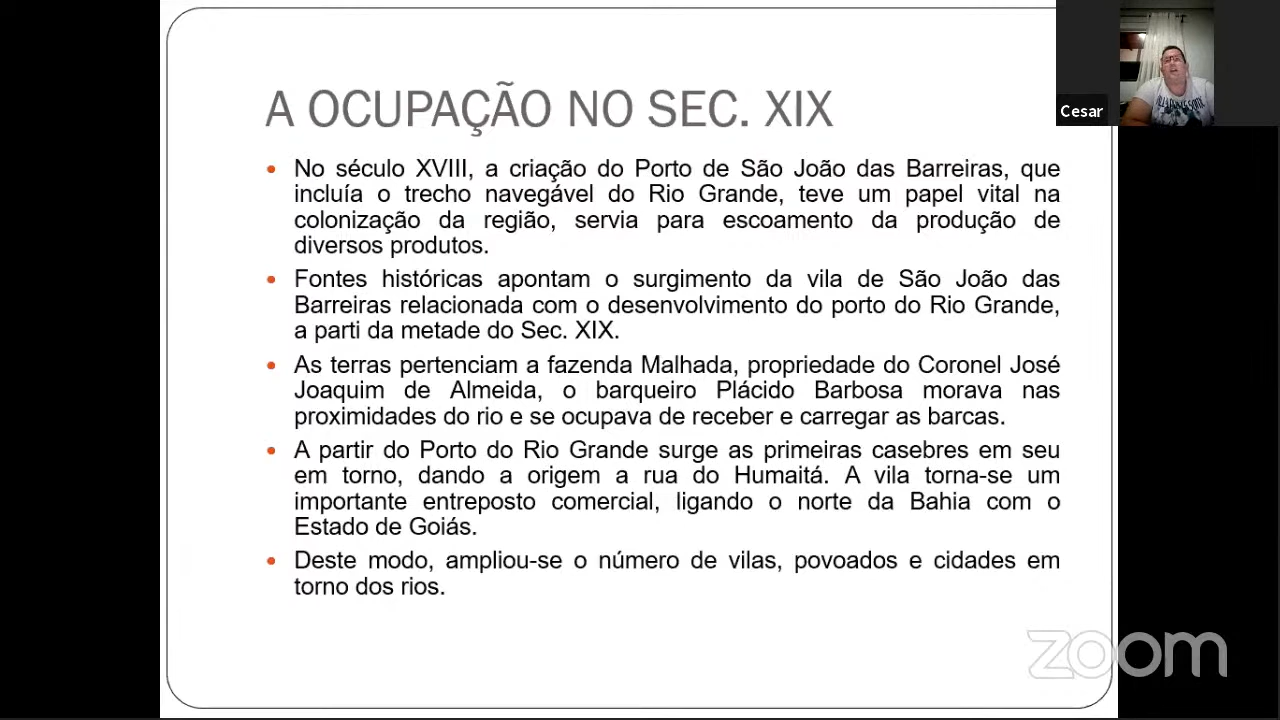 A OCUPAÇÃO NO SEC. XIX
Cesar
• No século XVIII, a criação do Porto de São João das Barreiras, que
incluía o trecho navegável do Rio Grande, teve um papel vital na
colonização da região, servia para escoamento da produção de
diversos produtos.
• Fontes históricas apontam o surgimento da vila de São João das
Barreiras relacionada com o desenvolvimento do porto do Rio Grande,
a parti da metade do Sec. XIX.
• As terras pertenciam a fazenda Malhada, propriedade do Coronel José
Joaquim de Almeida, o barqueiro Plácido Barbosa morava nas
proximidades do rio e se ocupava de receber e carregar as barcas.
• A partir do Porto do Rio Grande surge as primeiras casebres em seu
em torno, dando a origem a rua do Humaitá. A vila torna-se um
importante entreposto comercial, ligando o norte da Bahia com o
Estado de Goiás.
• Deste modo, ampliou-se o número de vilas, povoados e cidades em
torno dos rios.
zoom